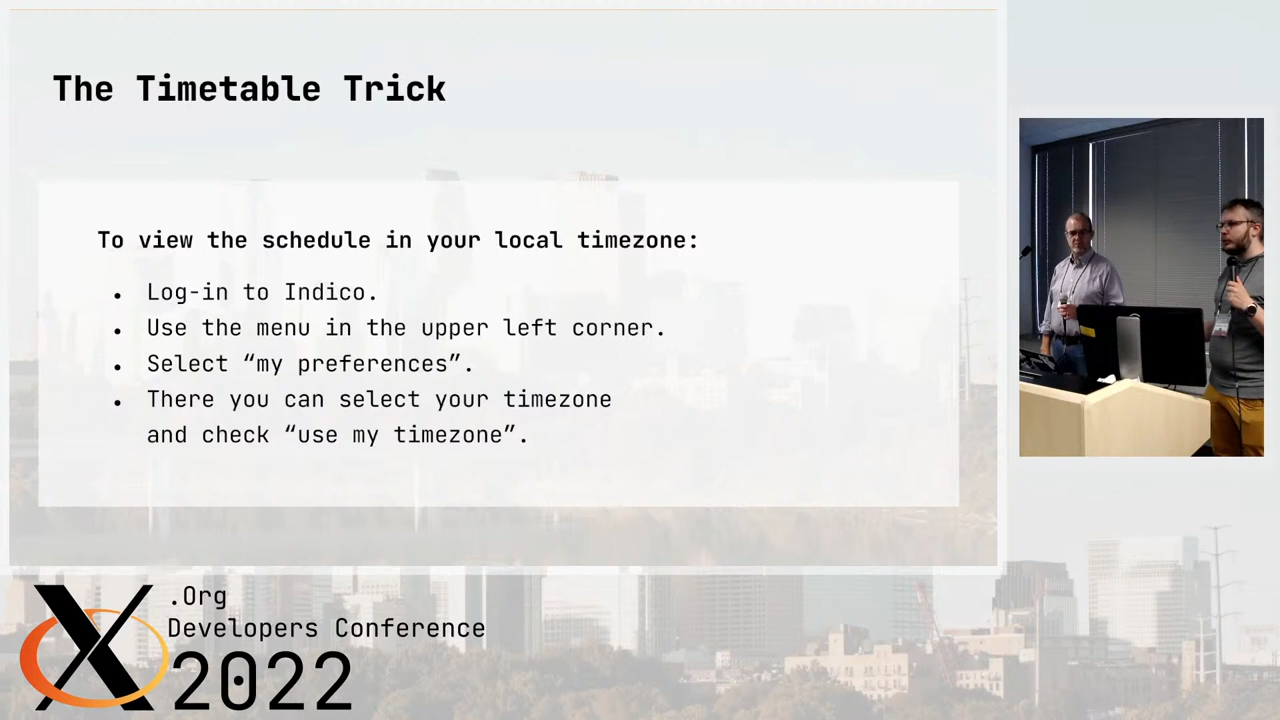 The Timetable Trick
To view the schedule in your local timezone:
• Log-in to Indico.
• Use the menu in the upper left corner.
• Select “my preferences”.
• There you can select your timezone
and check “use my timezone”.
X.Org
Developers Conference
2022